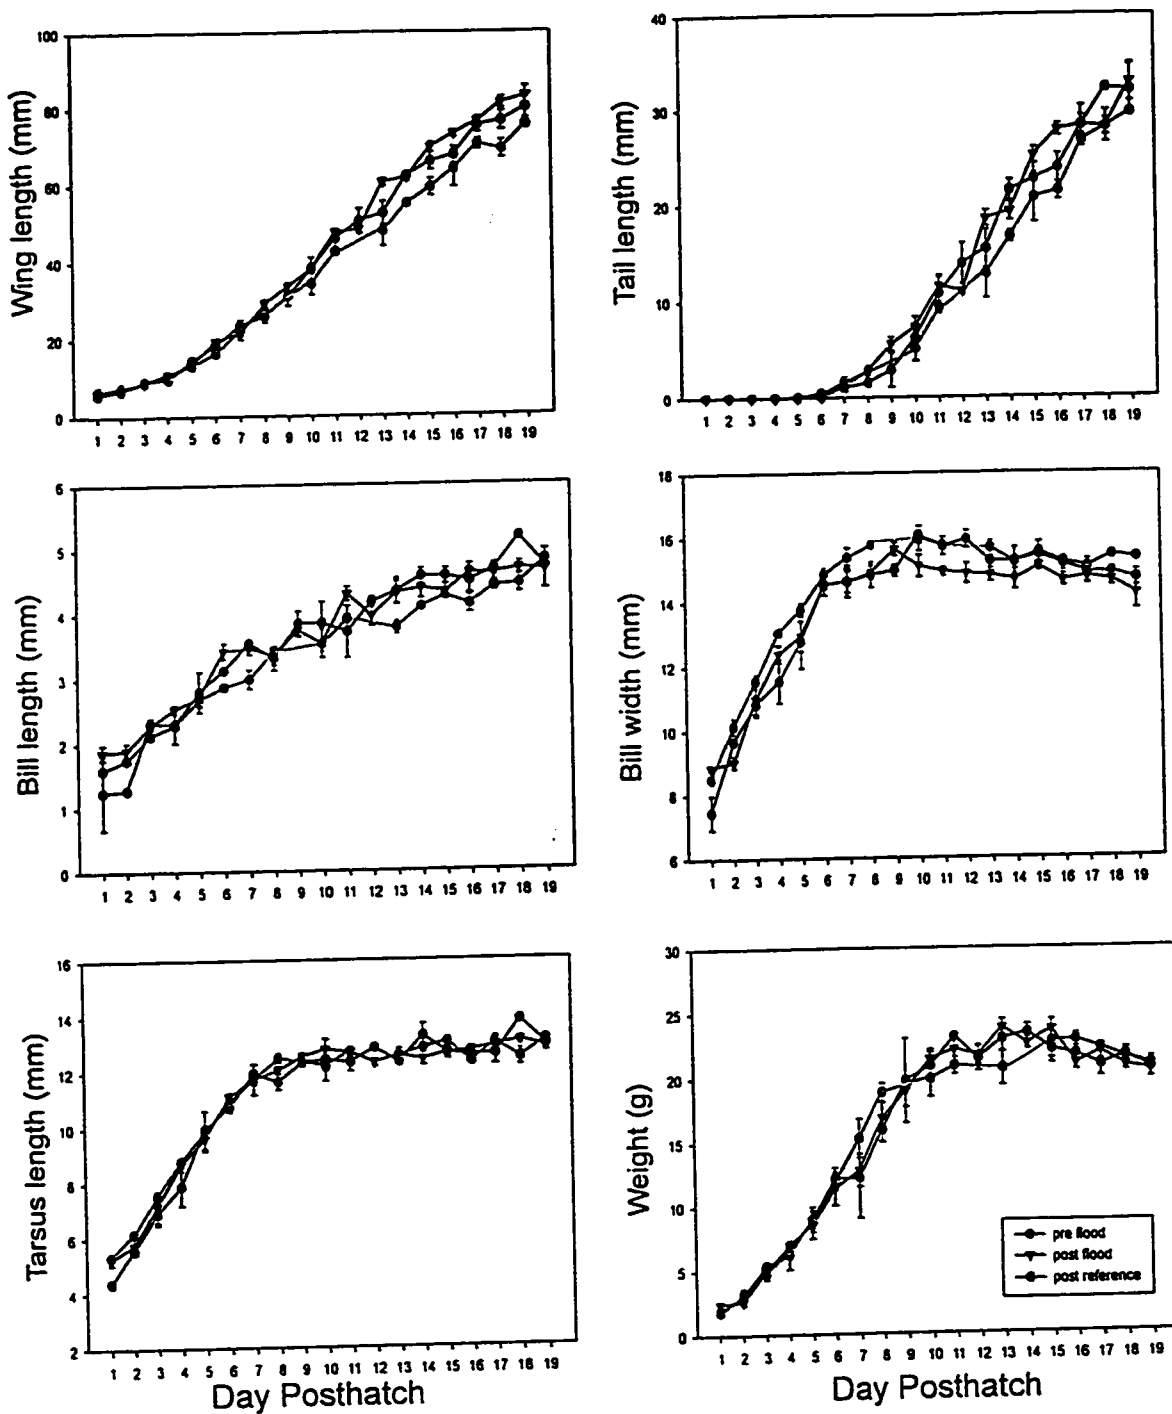 Wing length (mm)
100
80
60
40
20
0
1 2 3 4 5 6 7 8 9 10 11 12 13 14 15 16 17 18 19
Tail length (mm)
40
30
20
10
0
1 2 3 4 5 6 7 8 9 10 11 12 13 14 15 16 17 18 19
Bill length (mm)
6
5
4
3
2
1
0
1 2 3 4 5 6 7 8 9 10 11 12 13 14 15 16 17 18 19
Bill width (mm)
18
16
14
12
10
8
6
1 2 3 4 5 6 7 8 9 10 11 12 13 14 15 16 17 18 19
Tarsus length (mm)
16
14
12
10
8
6
4
2
1 2 3 4 5 6 7 8 9 10 11 12 13 14 15 16 17 18 19
Day Posthatch
Weight (g)
30
25
20
15
10
5
0
1 2 3 4 5 6 7 8 9 10 11 12 13 14 15 16 17 18 19
Day Posthatch
pre flood
post flood
post reference